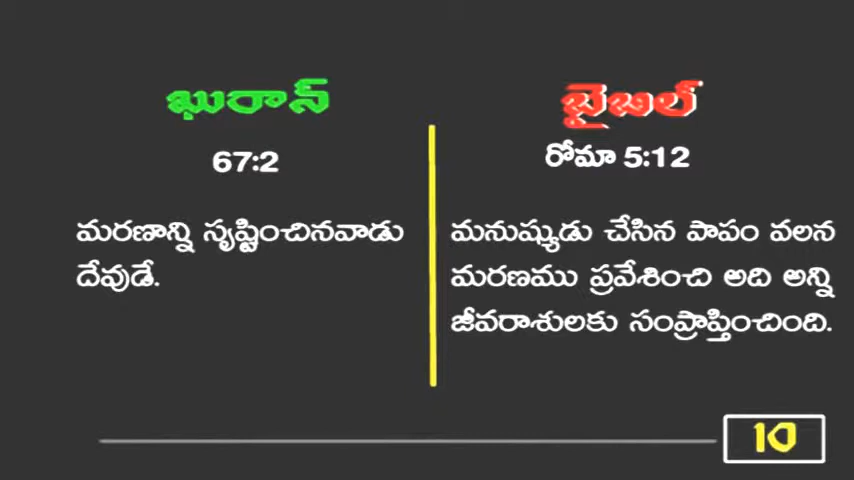 ఖురాన్
67:2
మరణాన్ని సృష్టించినవాడు
దేవుడే.
బైబిల్
రోమా 5:12
మనుష్యుడు చేసిన పాపం వలన
మరణము ప్రవేశించి అది అన్ని
జీవరాశులకు సంప్రాప్తించింది.
10